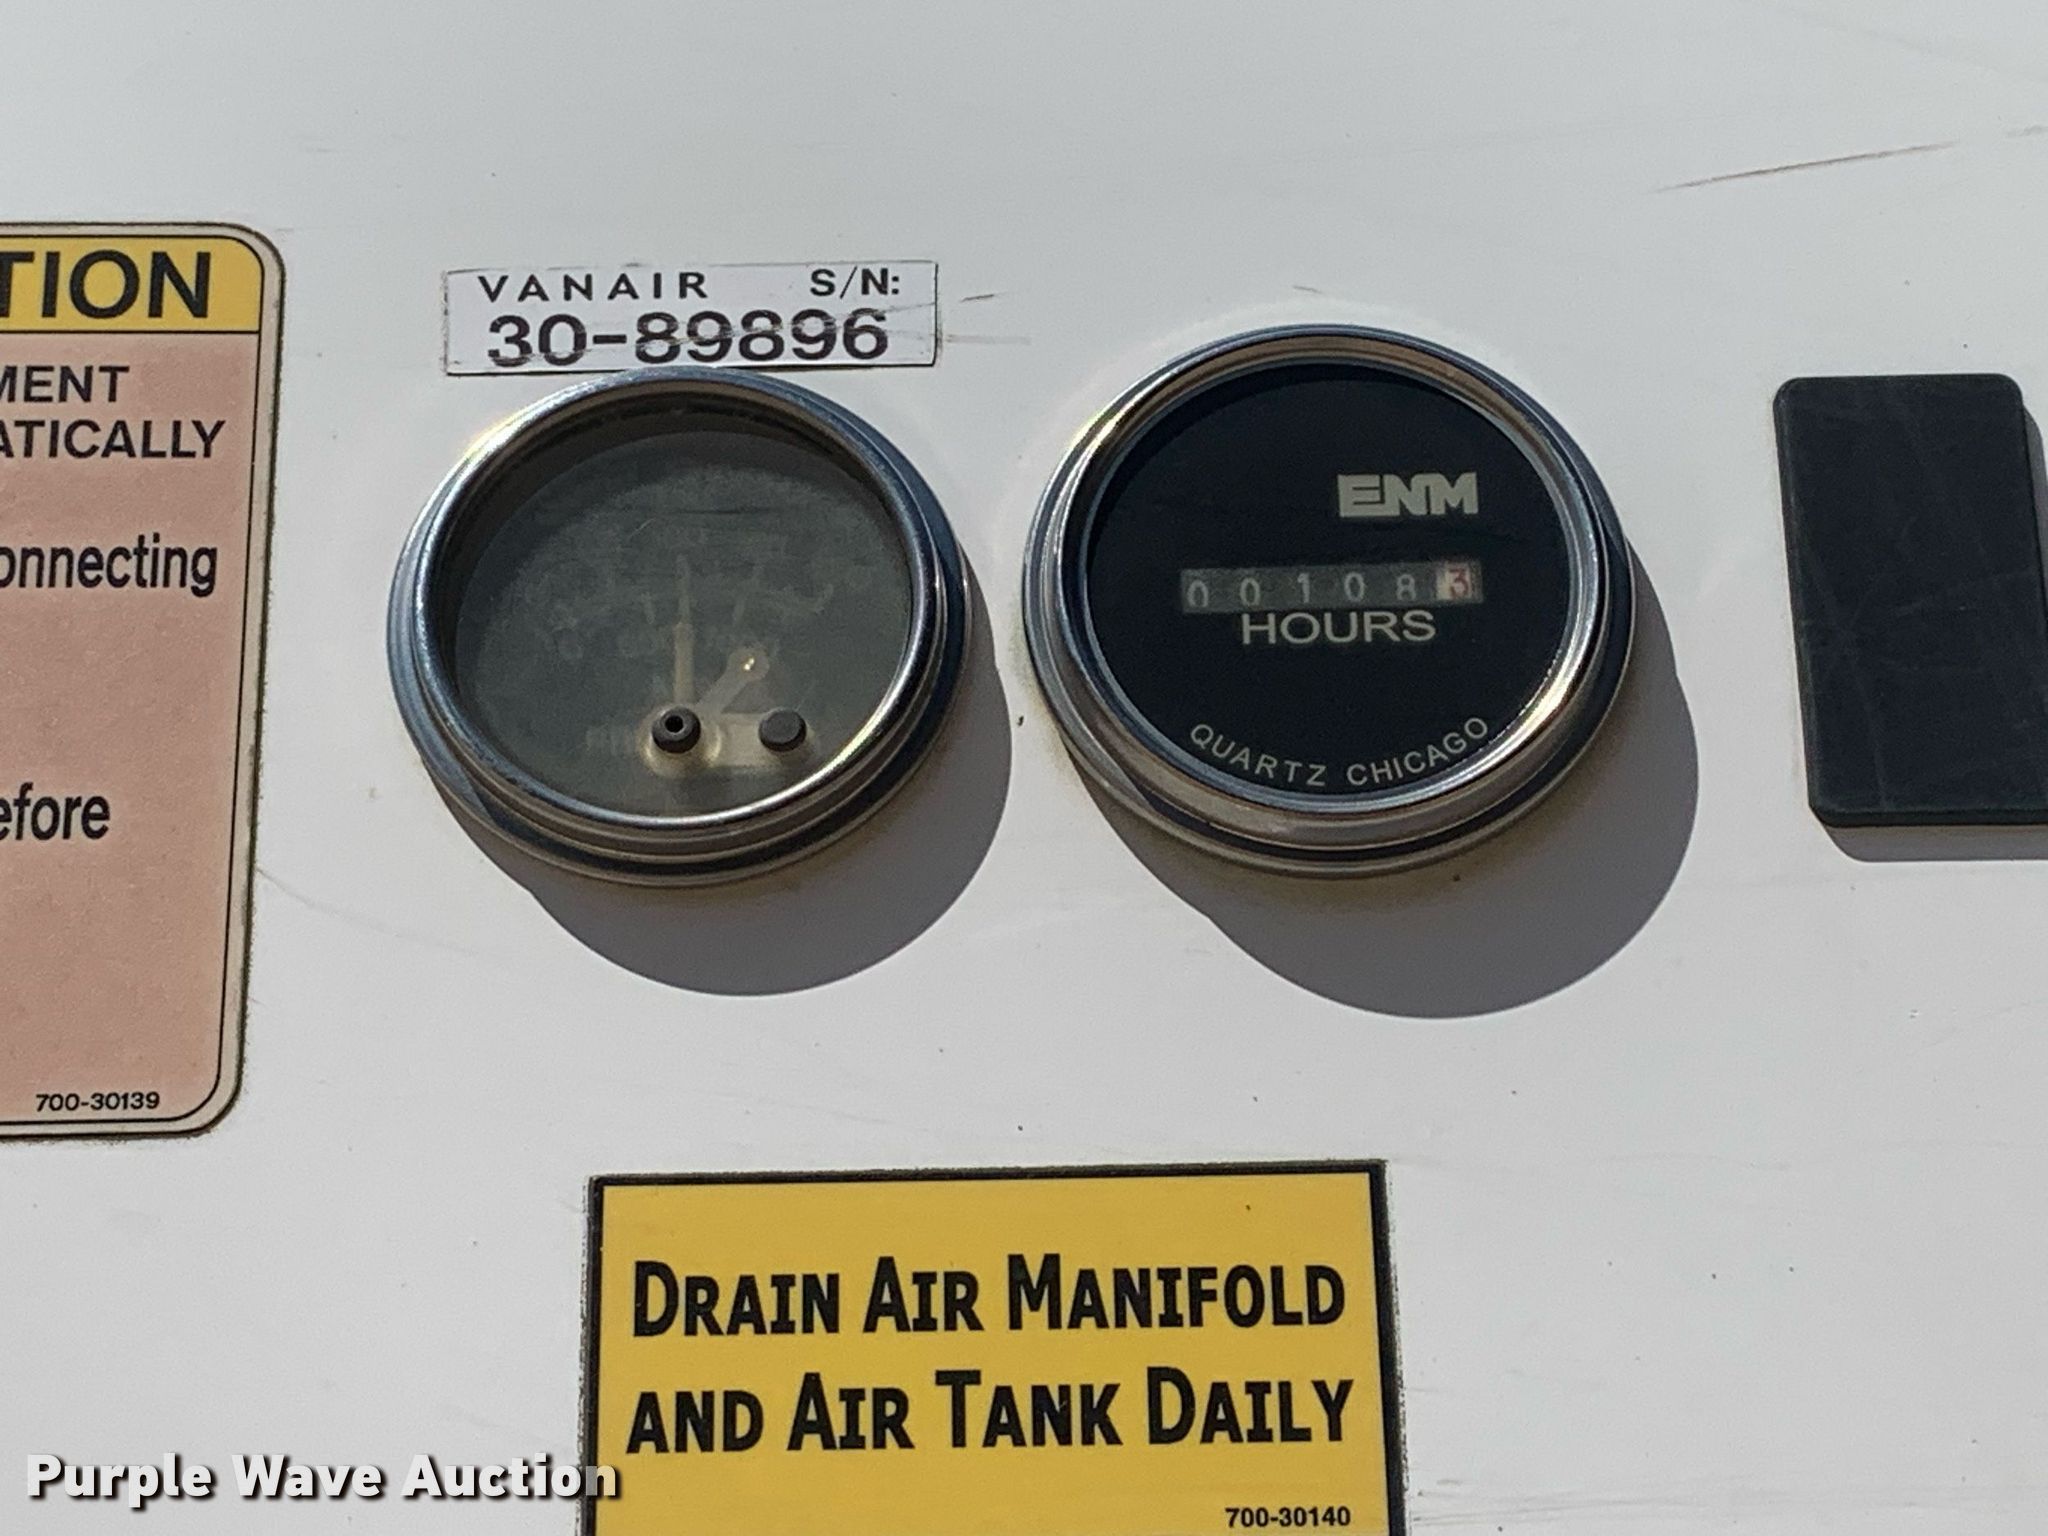 TION
MENT
ATICALLY
onnecting
efore
700-30139
VANAIR S/N:
30-89896
ENM
001083
HOURS
QUARTZ CHICAGO
DRAIN AIR MANIFOLD
AND AIR TANK DAILY
700-30140
Purple Wave Auction